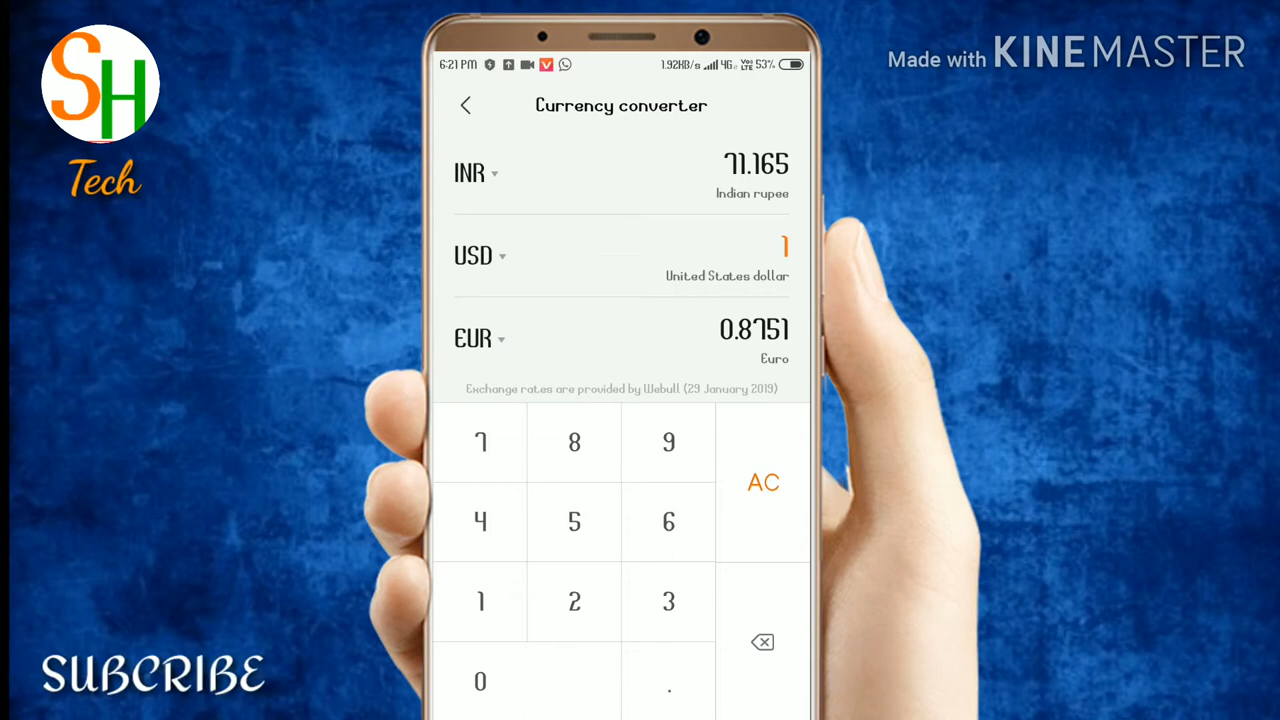 SH
Tech
Made with KINEMASTER
6:21 PM
1.92KB/s 4G Vo) LTE 53%
Currency converter
INR 71.165
Indian rupee
USD 1
United States dollar
EUR 0.8751
Euro
Exchange rates are provided by Webull (29 January 2019)
7 8 9
AC
4 5 6
1 2 3
0 .
SUBCRIBE